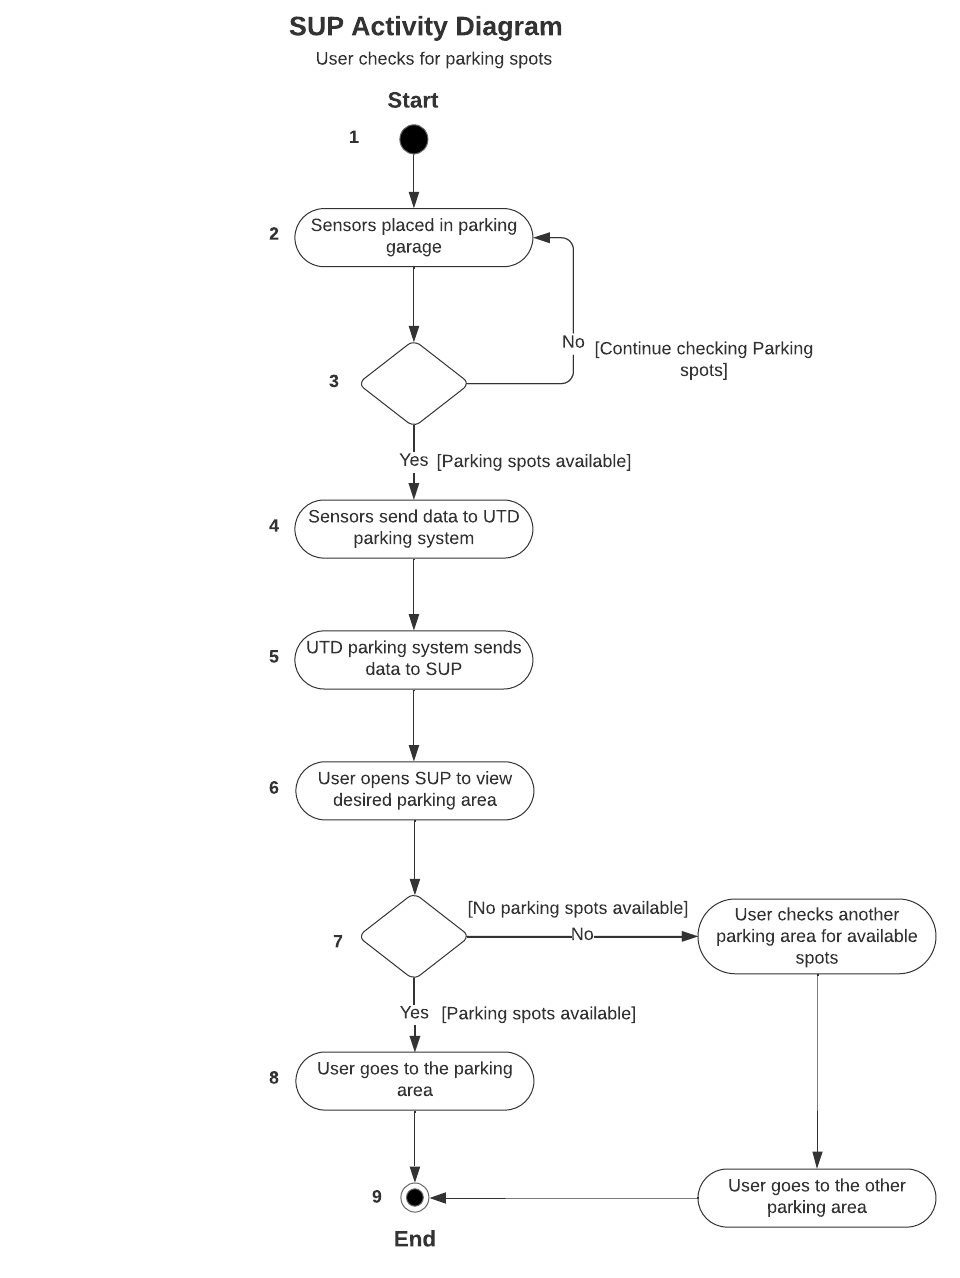 SUP Activity Diagram
User checks for parking spots
Start
1
2
Sensors placed in parking
garage
No
[Continue checking Parking
spots]
3
Yes [Parking spots available]
4
Sensors send data to UTD
parking system
5
UTD parking system sends
data to SUP
6
User opens SUP to view
desired parking area
7
[No parking spots available]
No
User checks another
parking area for available
spots
Yes [Parking spots available]
8
User goes to the parking
area
9
User goes to the other
parking area
End